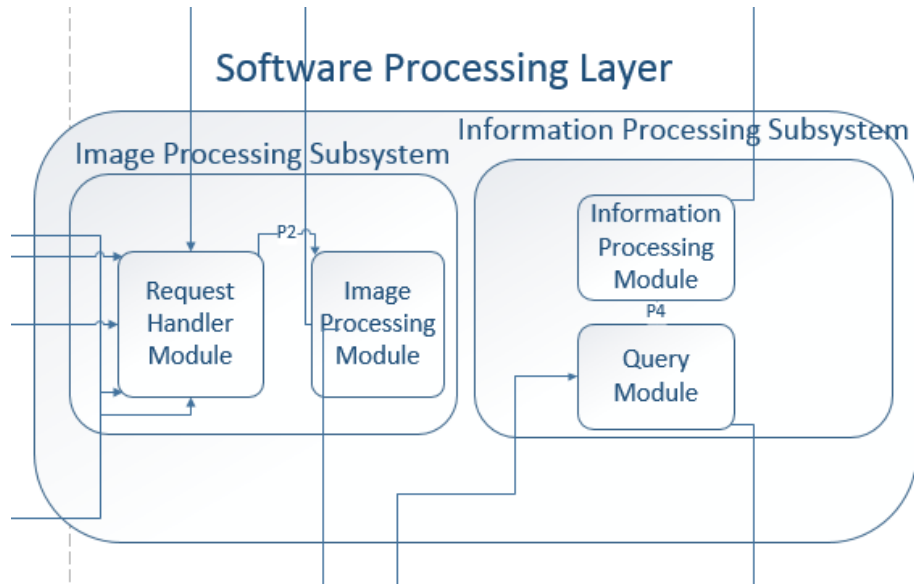 Software Processing Layer
Image Processing Subsystem
Information Processing Subsystem
P2
Request
Handler
Module
Image
Processing
Module
Information
Processing
Module
P4
Query
Module